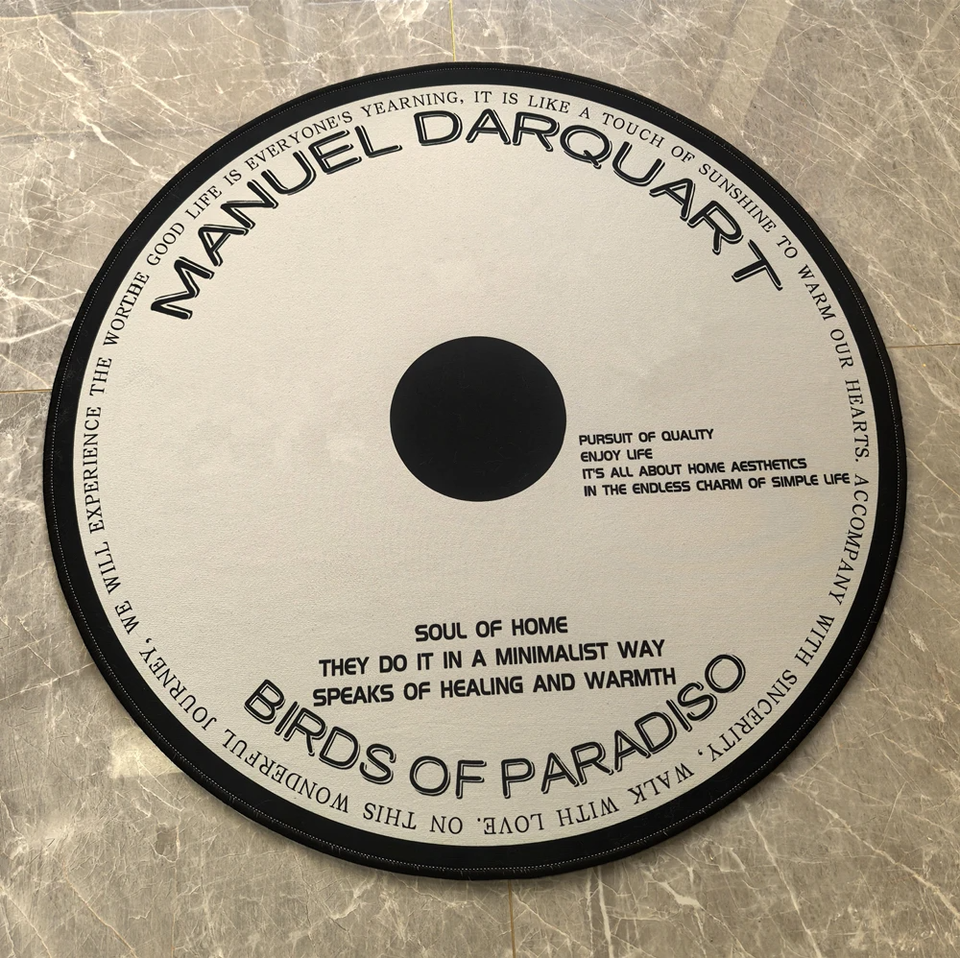 THE GOOD LIFE IS EVERYONE'S YEARNING, IT IS LIKE A TOUCH OF SUNSHINE TO WARM OUR HEARTS. ACCOMPANY WITH SINCERITY, WALK WITH LOVE. ON THIS WONDERFUL JOURNEY, WE WILL EXPERIENCE THE WOR
MANUEL DARQUART
PURSUIT OF QUALITY
ENJOY LIFE
IT'S ALL ABOUT HOME AESTHETICS
IN THE ENDLESS CHARM OF SIMPLE LIFE
SOUL OF HOME
THEY DO IT IN A MINIMALIST WAY
SPEAKS OF HEALING AND WARMTH
BIRDS OF PARADISO